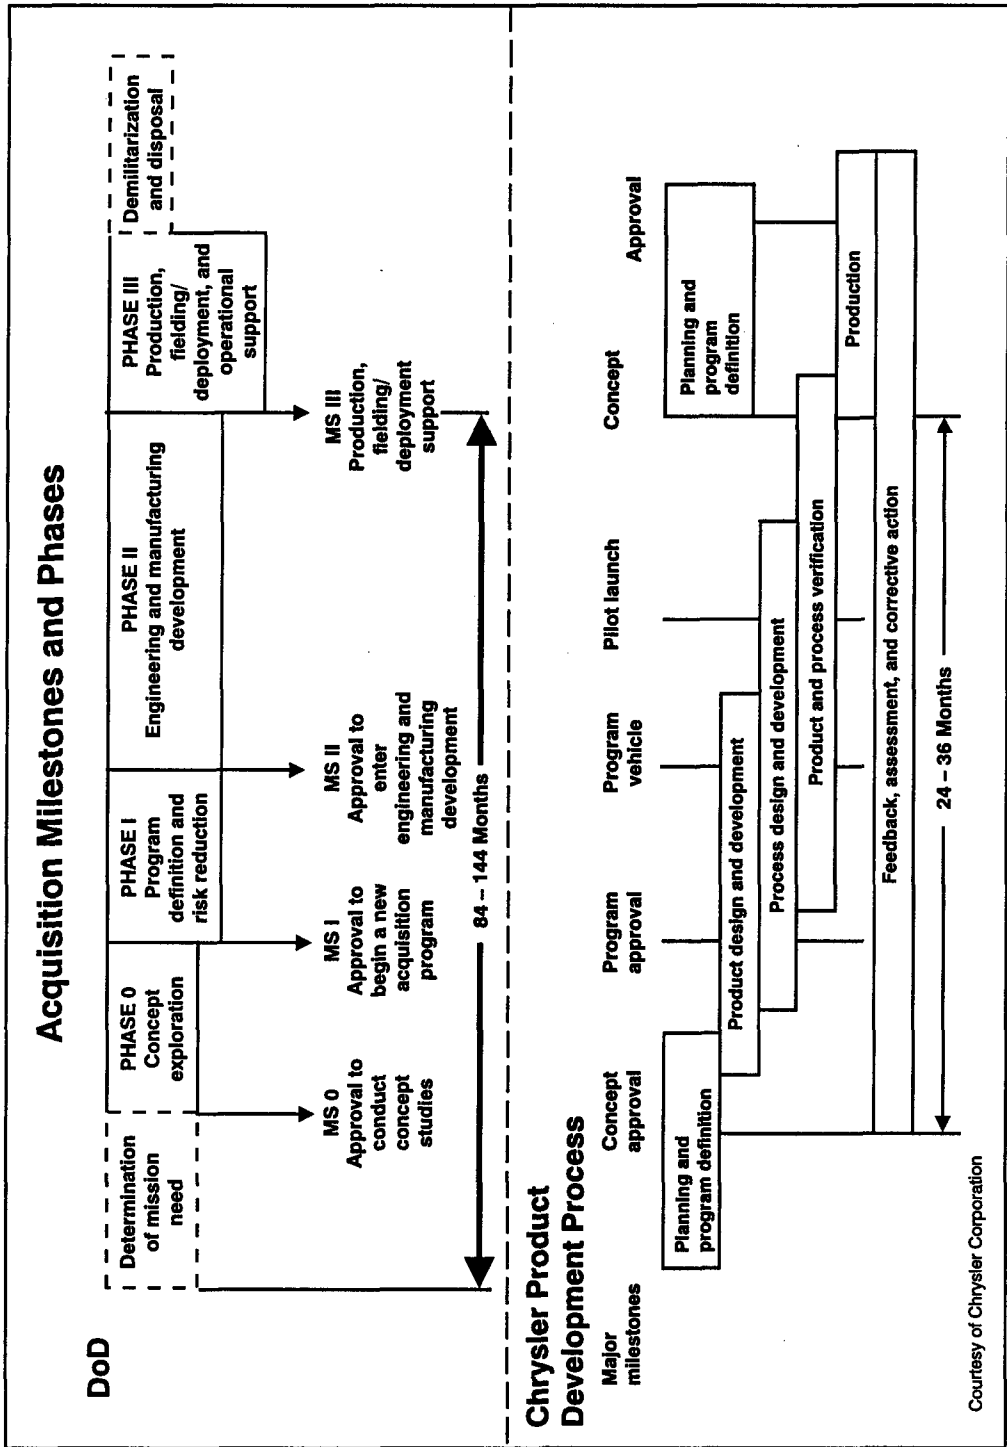 Acquisition Milestones and Phases
DoD
Determination
of mission
need
PHASE 0
Concept
exploration
PHASE I
Program
definition and
risk reduction
PHASE II
Engineering and manufacturing
development
PHASE III
Production,
fielding/
deployment, and
operational
support
Demilitarization
and disposal
MS 0
Approval to
conduct
concept
studies
MS I
Approval to
begin a new
acquisition
program
MS II
Approval to
enter
engineering and
manufacturing
development
MS III
Production,
fielding/
deployment
support
84 – 144 Months
Chrysler Product
Development Process
Major
milestones
Concept
approval
Program
approval
Program
vehicle
Pilot launch
Concept
Approval
Planning and
program definition
Planning and
program
definition
Product design and development
Process design and development
Product and process verification
Production
Feedback, assessment, and corrective action
24 – 36 Months
Courtesy of Chrysler Corporation